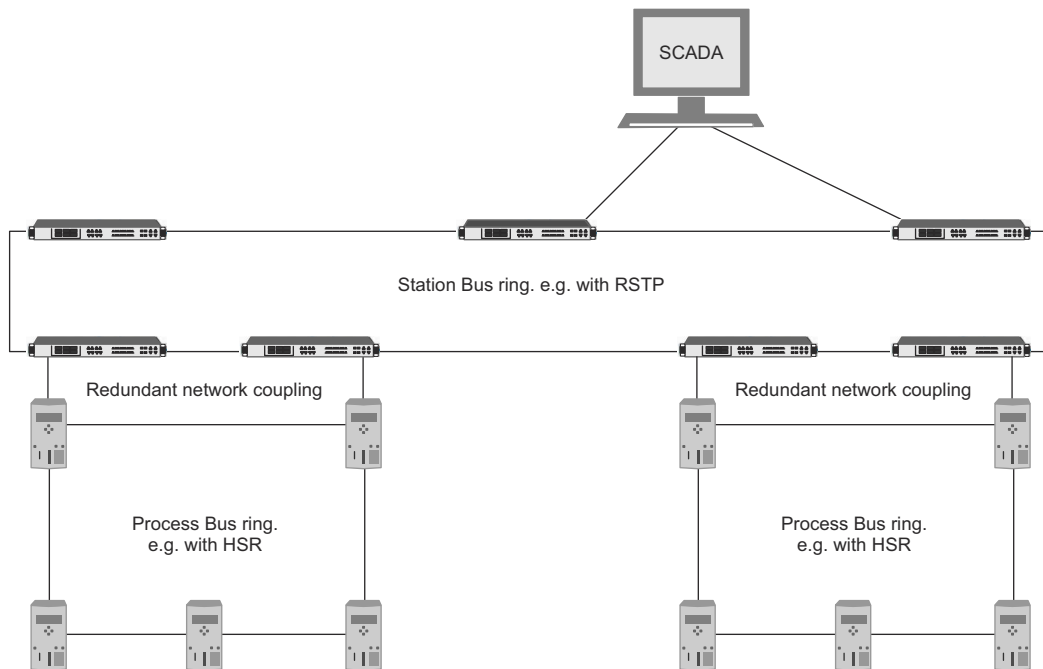 SCADA
Station Bus ring. e.g. with RSTP
Redundant network coupling
Redundant network coupling
Process Bus ring.
e.g. with HSR
Process Bus ring.
e.g. with HSR